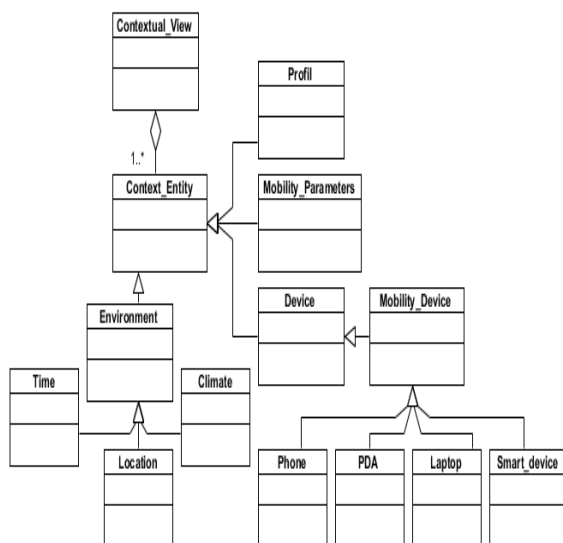 Contextual_View
Profil
1..*
Context_Entity
Mobility_Parameters
Device
Mobility_Device
Environment
Time
Climate
Location
Phone
PDA
Laptop
Smart_device